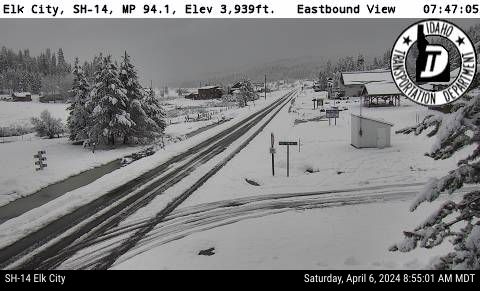 Elk City, SH-14, MP 94.1, Elev 3,939ft. Eastbound View 07:47:05
IDAHO
TRANSPORTATION DEPARTMENT
SH-14 Elk City Saturday, April 6, 2024 8:55:01 AM MDT